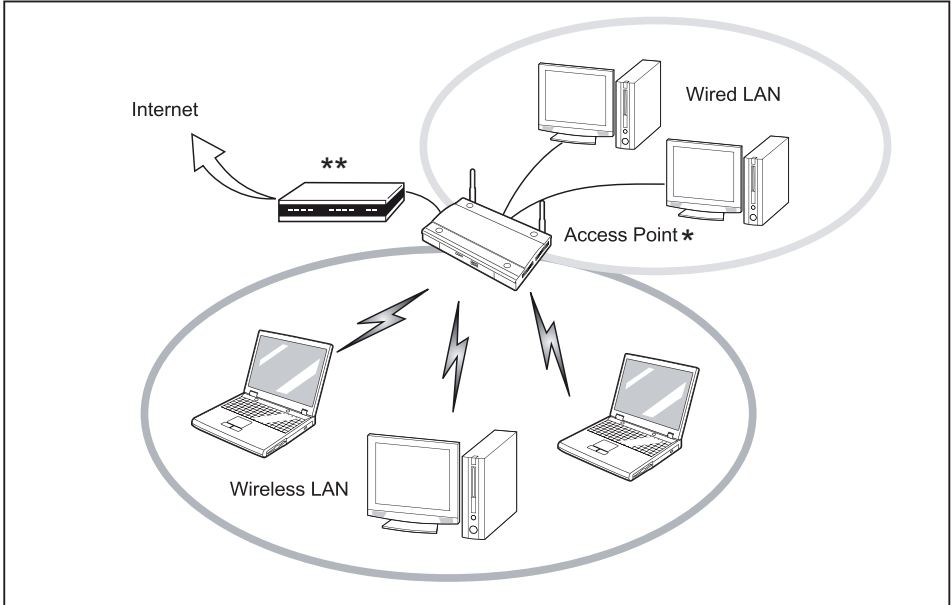 Internet
**
Wired LAN
Access Point *
Wireless LAN